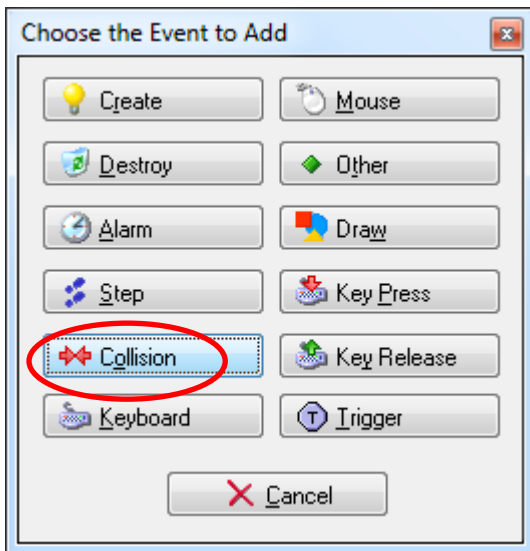 Choose the Event to Add
Create
Mouse
Destroy
Other
Alarm
Draw
Step
Key Press
Collision
Key Release
Keyboard
T Trigger
Cancel